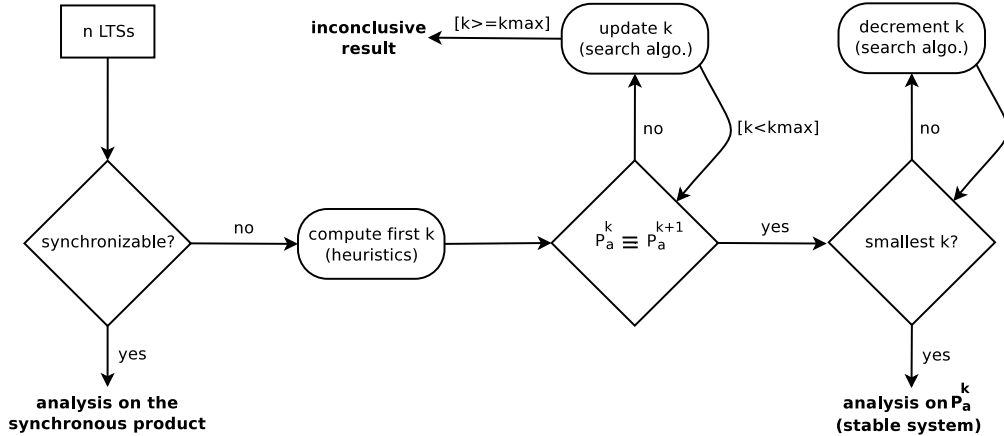 n LTSs
synchronizable?
no
yes
analysis on the
synchronous product
compute first k
(heuristics)
inconclusive
result
[k>=kmax]
update k
(search algo.)
no
[k<kmax]
P_a^k ≡ P_a^{k+1}
yes
decrement k
(search algo.)
no
smallest k?
yes
analysis on P_a^k
(stable system)